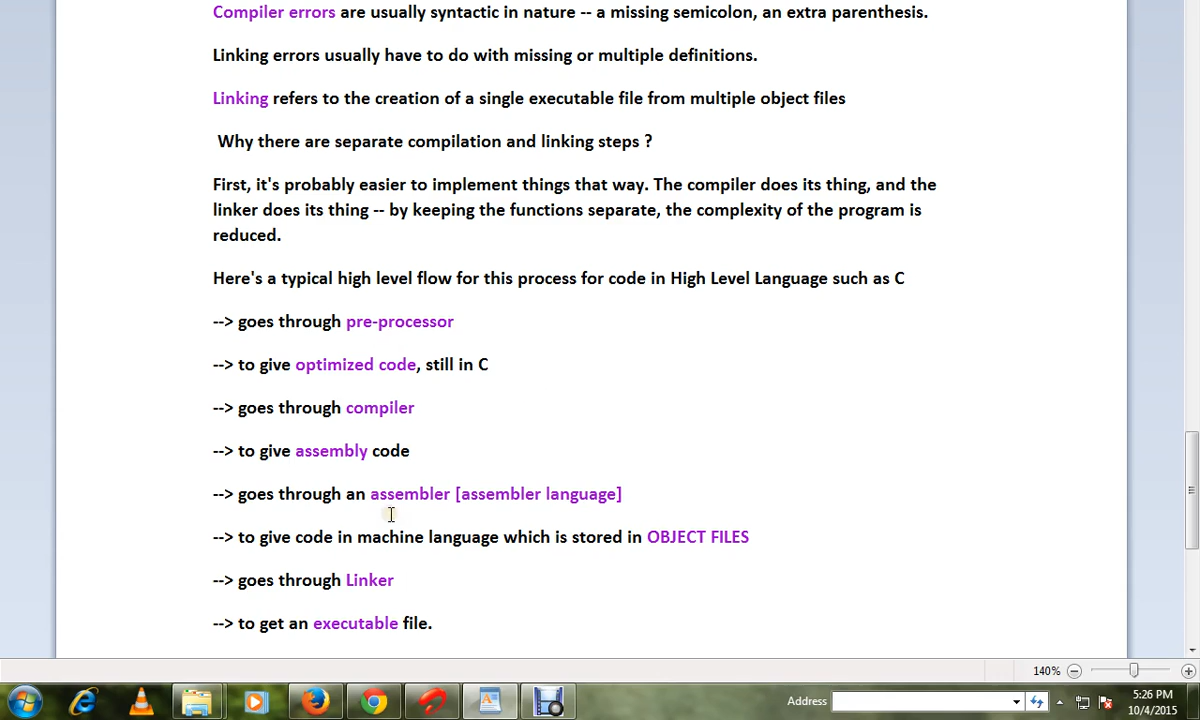 Compiler errors are usually syntactic in nature -- a missing semicolon, an extra parenthesis.
Linking errors usually have to do with missing or multiple definitions.
Linking refers to the creation of a single executable file from multiple object files
Why there are separate compilation and linking steps ?
First, it's probably easier to implement things that way. The compiler does its thing, and the
linker does its thing -- by keeping the functions separate, the complexity of the program is
reduced.
Here's a typical high level flow for this process for code in High Level Language such as C
--> goes through pre-processor
--> to give optimized code, still in C
--> goes through compiler
--> to give assembly code
--> goes through an assembler [assembler language]
--> to give code in machine language which is stored in OBJECT FILES
--> goes through Linker
--> to get an executable file.
140%
Address
5:26 PM
10/4/2015